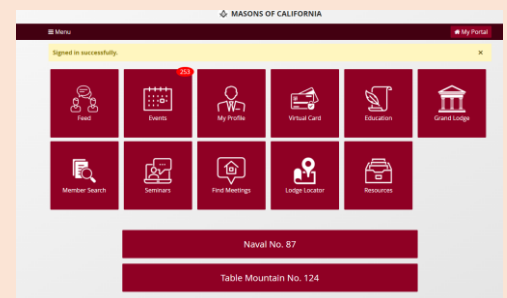 MASONS OF CALIFORNIA
Menu
My Portal
Signed in successfully.
×
253
Feed
Events
My Profile
Virtual Card
Education
Grand Lodge
Member Search
Seminars
Find Meetings
Lodge Locator
Resources
Naval No. 87
Table Mountain No. 124